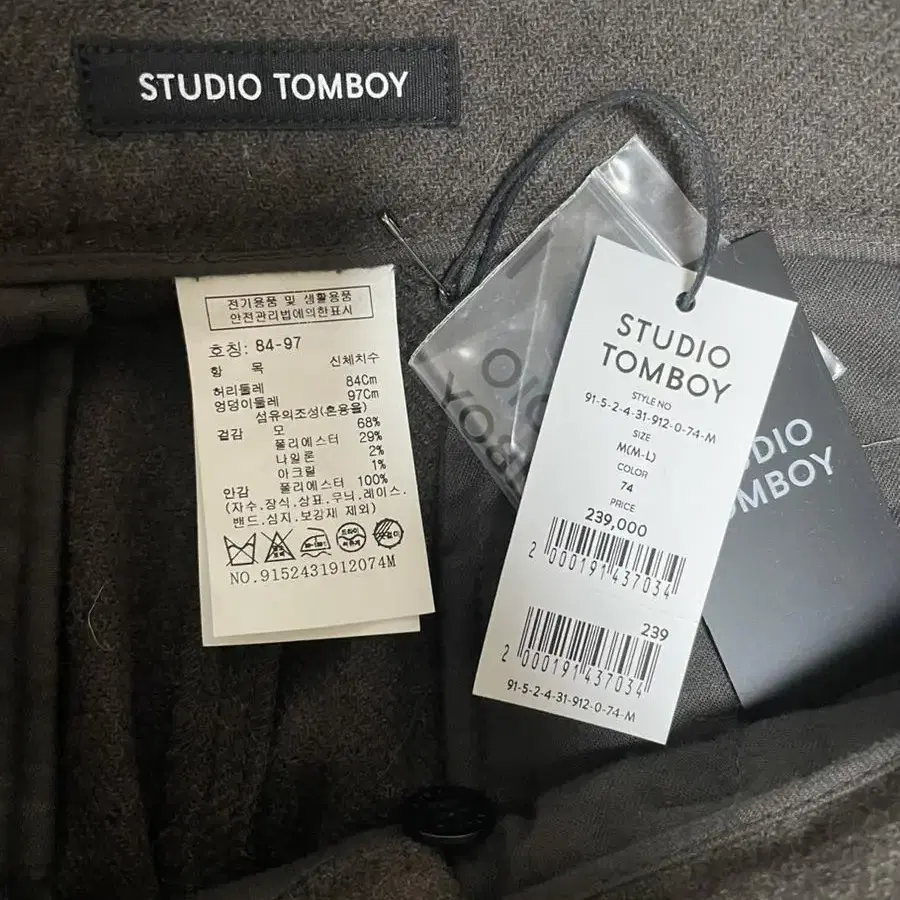 STUDIO TOMBOY
전기용품 및 생활용품
안전관리법에의한표시
호칭: 84-97
항 목 신체치수
허리둘레 84Cm
엉덩이둘레 97Cm
섬유의조성(혼용율)
겉감 모 68%
폴리에스터 29%
나일론 2%
아크릴 1%
안감 폴리에스터 100%
(자수.장식.상표.무늬.레이스.
밴드.심지.보강재 제외)
NO.9152431912074M
STUDIO
TOMBOY
STYLE NO
91-5-2-4-31-912-0-74-M
SIZE
M(M-L)
COLOR
74
PRICE
239,000
2 000191437034
239
2 000191437034
91-5-2-4-31-912-0-74-M
DIO
OMBOY